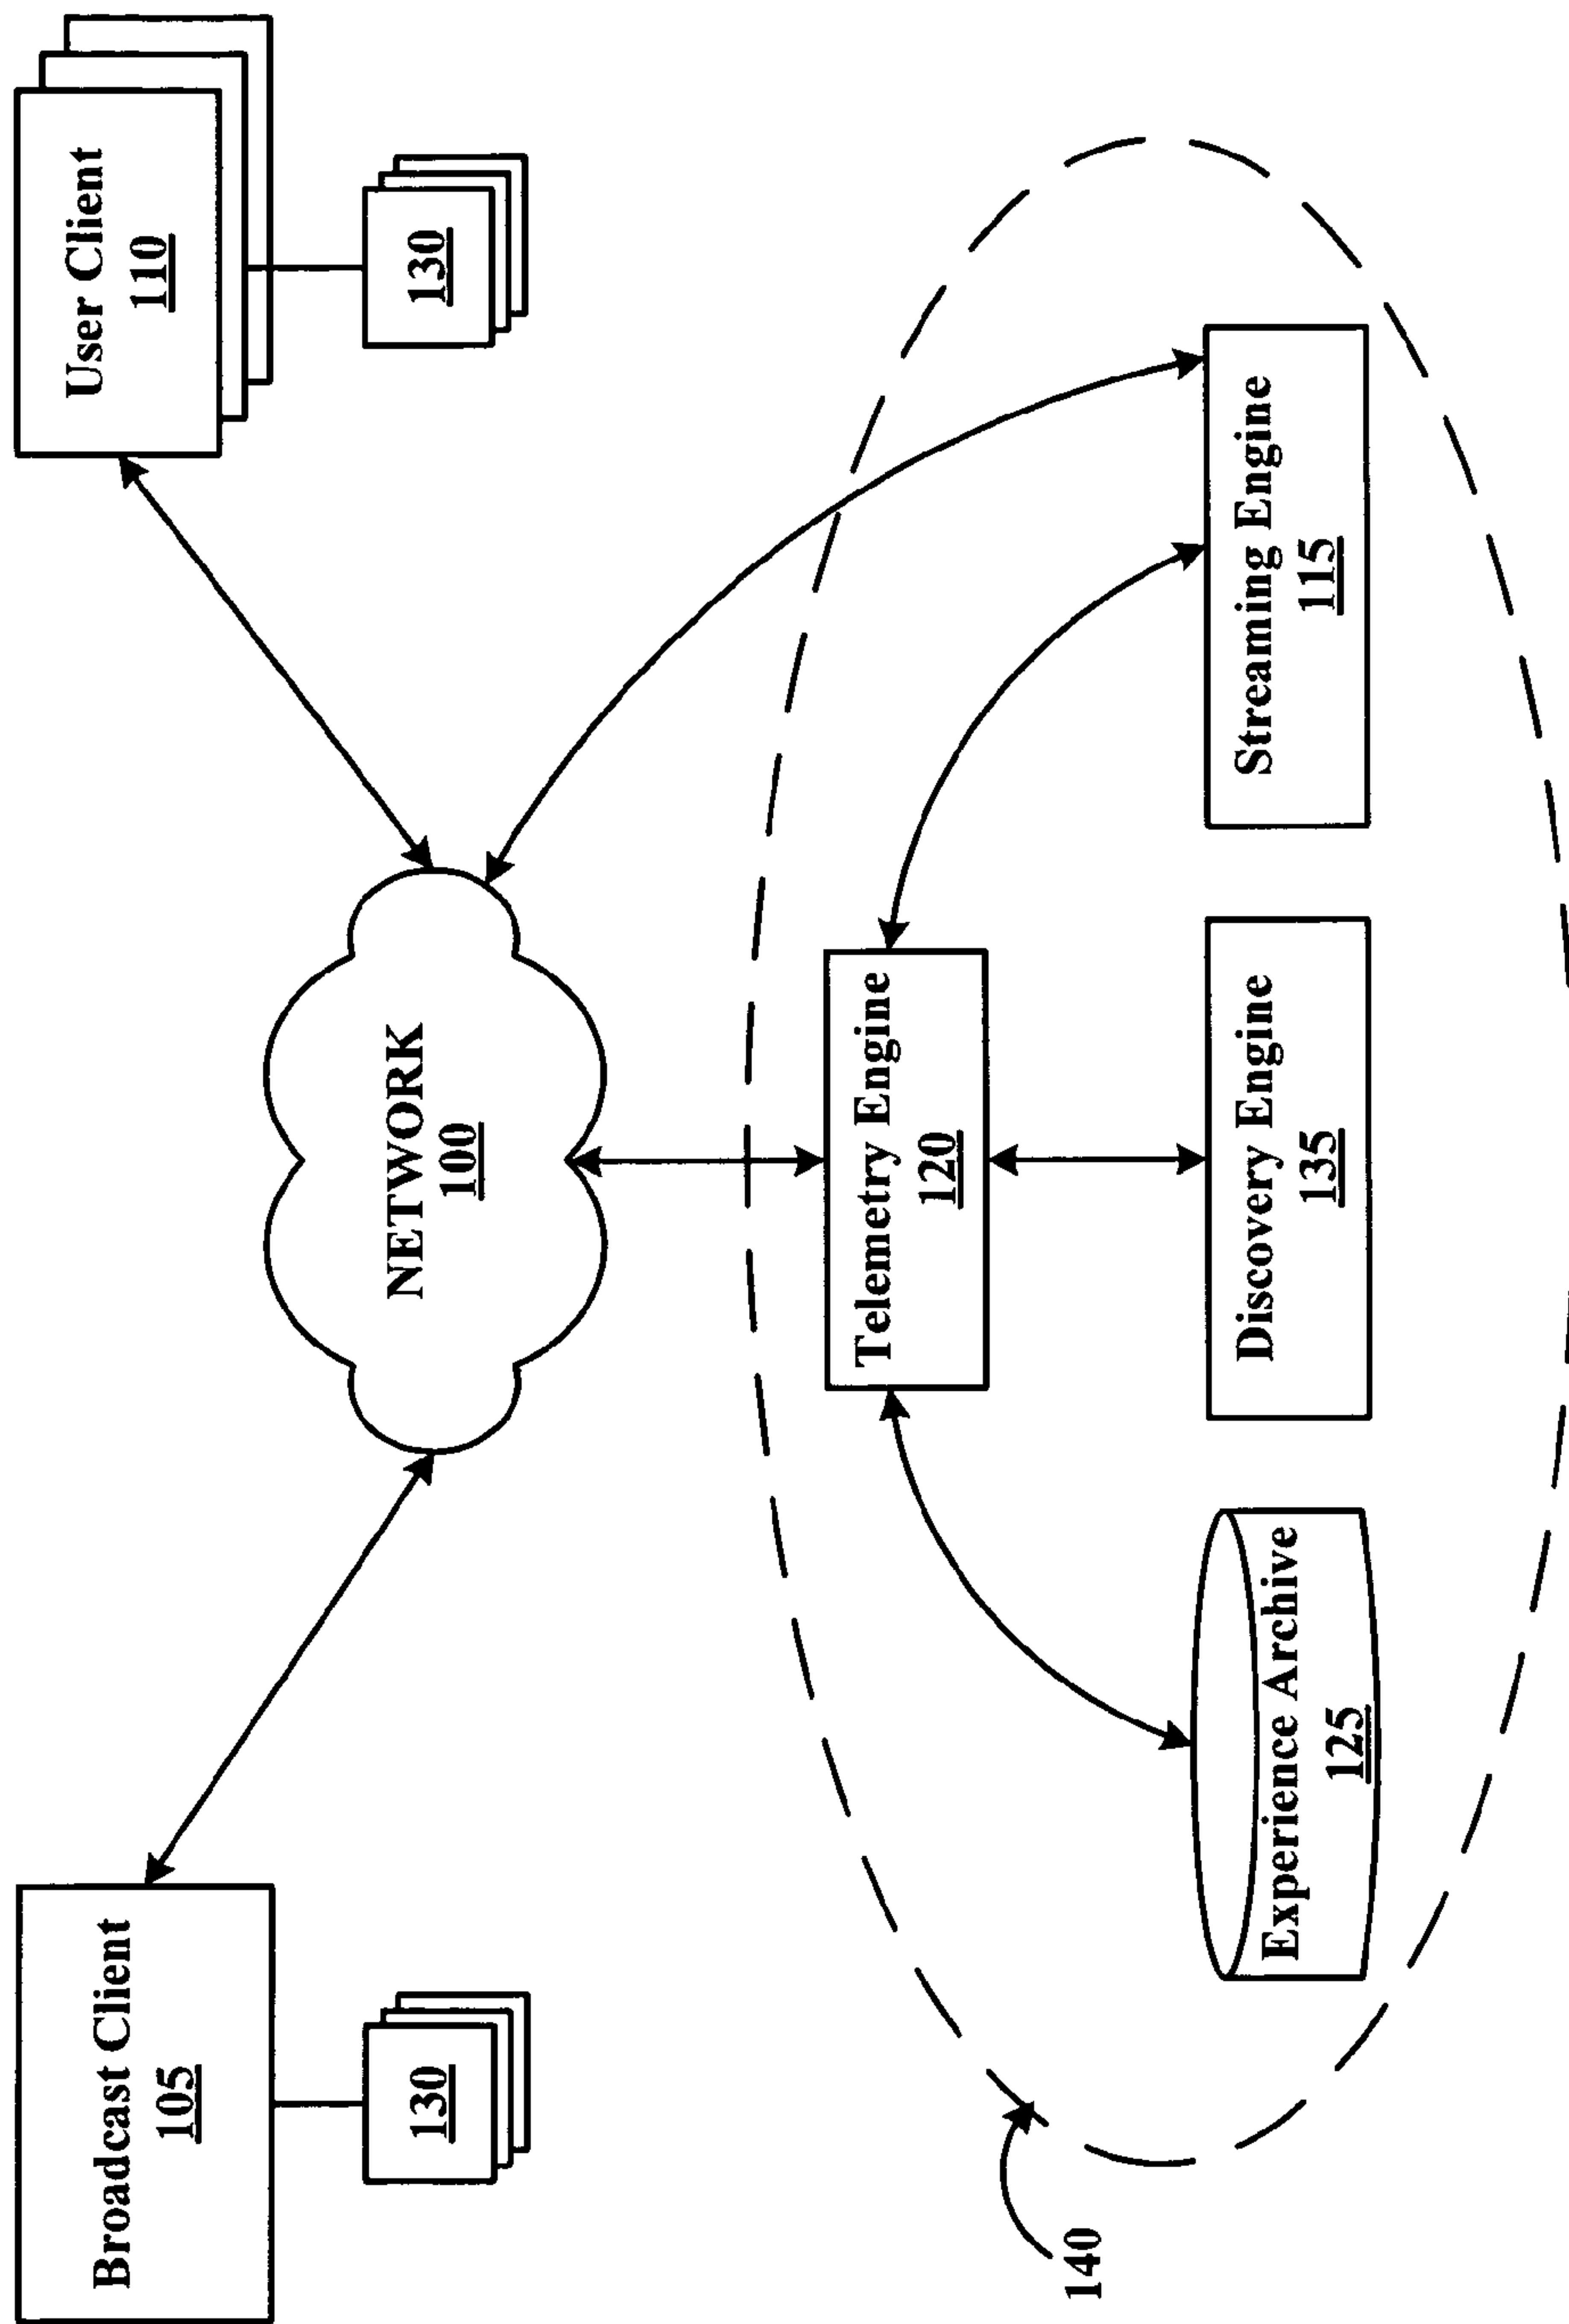 Broadcast Client
105
130
NETWORK
100
User Client
110
130
Telemetry Engine
120
Experience Archive
125
Discovery Engine
135
Streaming Engine
115
140